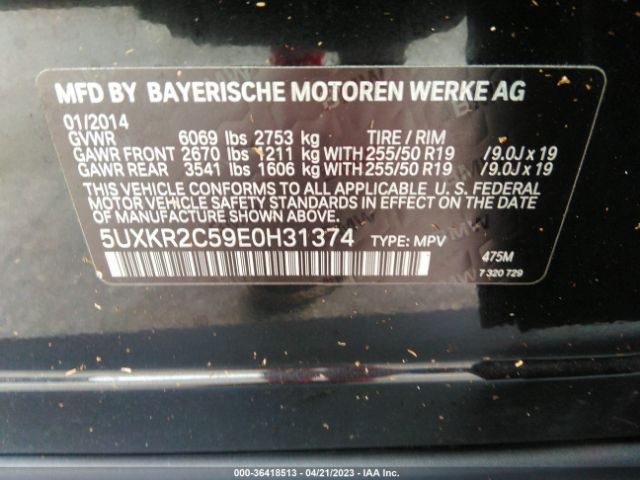 MFD BY BAYERISCHE MOTOREN WERKE AG
01/2014
GVWR 6069 lbs 2753 kg TIRE / RIM
GAWR FRONT 2670 lbs 1211 kg WITH 255/50 R19 /9.0J x 19
GAWR REAR 3541 lbs 1606 kg WITH 255/50 R19 /9.0J x 19
THIS VEHICLE CONFORMS TO ALL APPLICABLE U. S. FEDERAL
MOTOR VEHICLE SAFETY STANDARDS IN EFFECT ON THE
DATE OF MANUFACTURE SHOWN ABOVE.
5UXKR2C59E0H31374 TYPE: MPV
475M
7 320 729
000-36418513 - 04/21/2023 - IAA Inc.